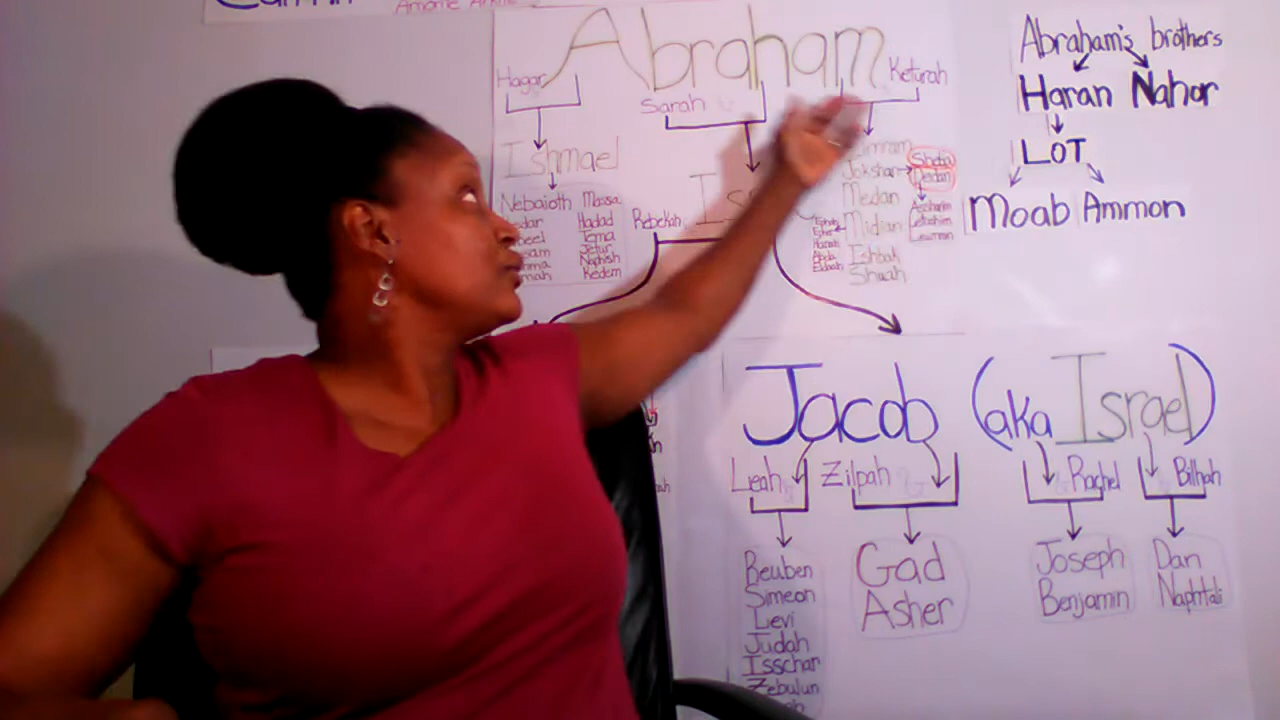 Abraham
Hagar
Sarah
Keturah
Ishmael
Nebaioth Massa
Hadad
Tema
Jetur
Naphish
Kedem
Rebekah
Jokshan
Medan
Midian
Ishbak
Shuah
Sheba
Dedan
Abraham's brothers
Haran Nahor
LOT
Moab Ammon
Jacob (aka Israel)
Leah
Zilpah
Rachel
Bilhah
Reuben
Simeon
Levi
Judah
Isschar
Zebulun
Gad
Asher
Joseph
Benjamin
Dan
Naphtali